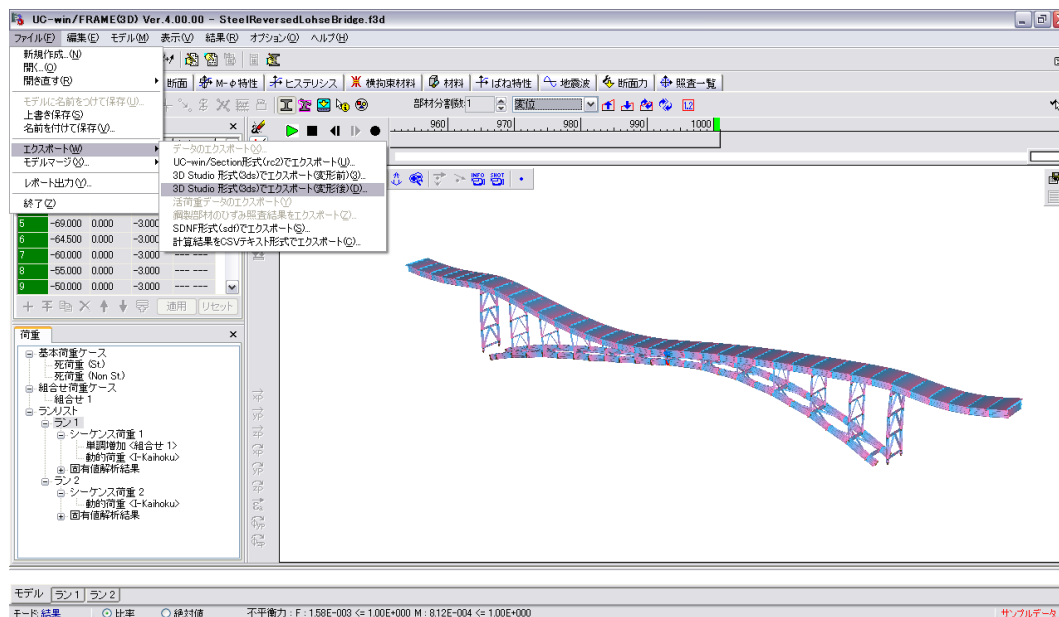 UC-win/FRAME(3D) Ver.4.00.00 - SteelReversedLohseBridge.f3d
ファイル(F) 編集(E) モデル(M) 表示(V) 結果(R) オプション(O) ヘルプ(H)
新規作成...(N)
開く...(O)
開き直す(R)
モデルに名前をつけて保存(U)...
上書き保存(S)
名前を付けて保存(V)...
エクスポート(W)
モデルマージ(X)...
レポート出力(Y)...
終了(Z)
データのエクスポート(X)...
UC-win/Section形式(rc2)でエクスポート(U)...
3D Studio 形式(3ds)でエクスポート(変形前)(3)...
3D Studio 形式(3ds)でエクスポート(変形後)(D)...
活荷重データのエクスポート(Y)
鋼製部材のひずみ照査結果をエクスポート(Z)...
SDNF形式(sdf)でエクスポート(S)...
計算結果をCSVテキスト形式でエクスポート(C)...
断面 M-φ特性 ヒステリシス 横拘束材料 材料 ばね特性 地震波 断面力 照査一覧
部材分割数: 1 変位 1.2
960 970 980 990 1000
INFO SHOT
5 -69.000 0.000 -3.000
6 -64.500 0.000 -3.000 --- ---
7 -60.000 0.000 -3.000 --- ---
8 -55.000 0.000 -3.000 --- ---
9 -50.000 0.000 -3.000 --- ---
適用 リセット
荷重
基本荷重ケース
死荷重 (St.)
死荷重 (Non St.)
組合せ荷重ケース
組合せ 1
ランリスト
ラン 1
シーケンス荷重 1
単調増加 <組合せ 1>
動的荷重 <I-Kaihoku>
固有値解析結果
ラン 2
シーケンス荷重 2
動的荷重 <I-Kaihoku>
固有値解析結果
モデル ラン 1 ラン 2
モード:結果 比率 絶対値 不平衡力 : F : 1.58E-003 <= 1.00E+000 M : 8.12E-004 <= 1.00E+000 サンプルデータ